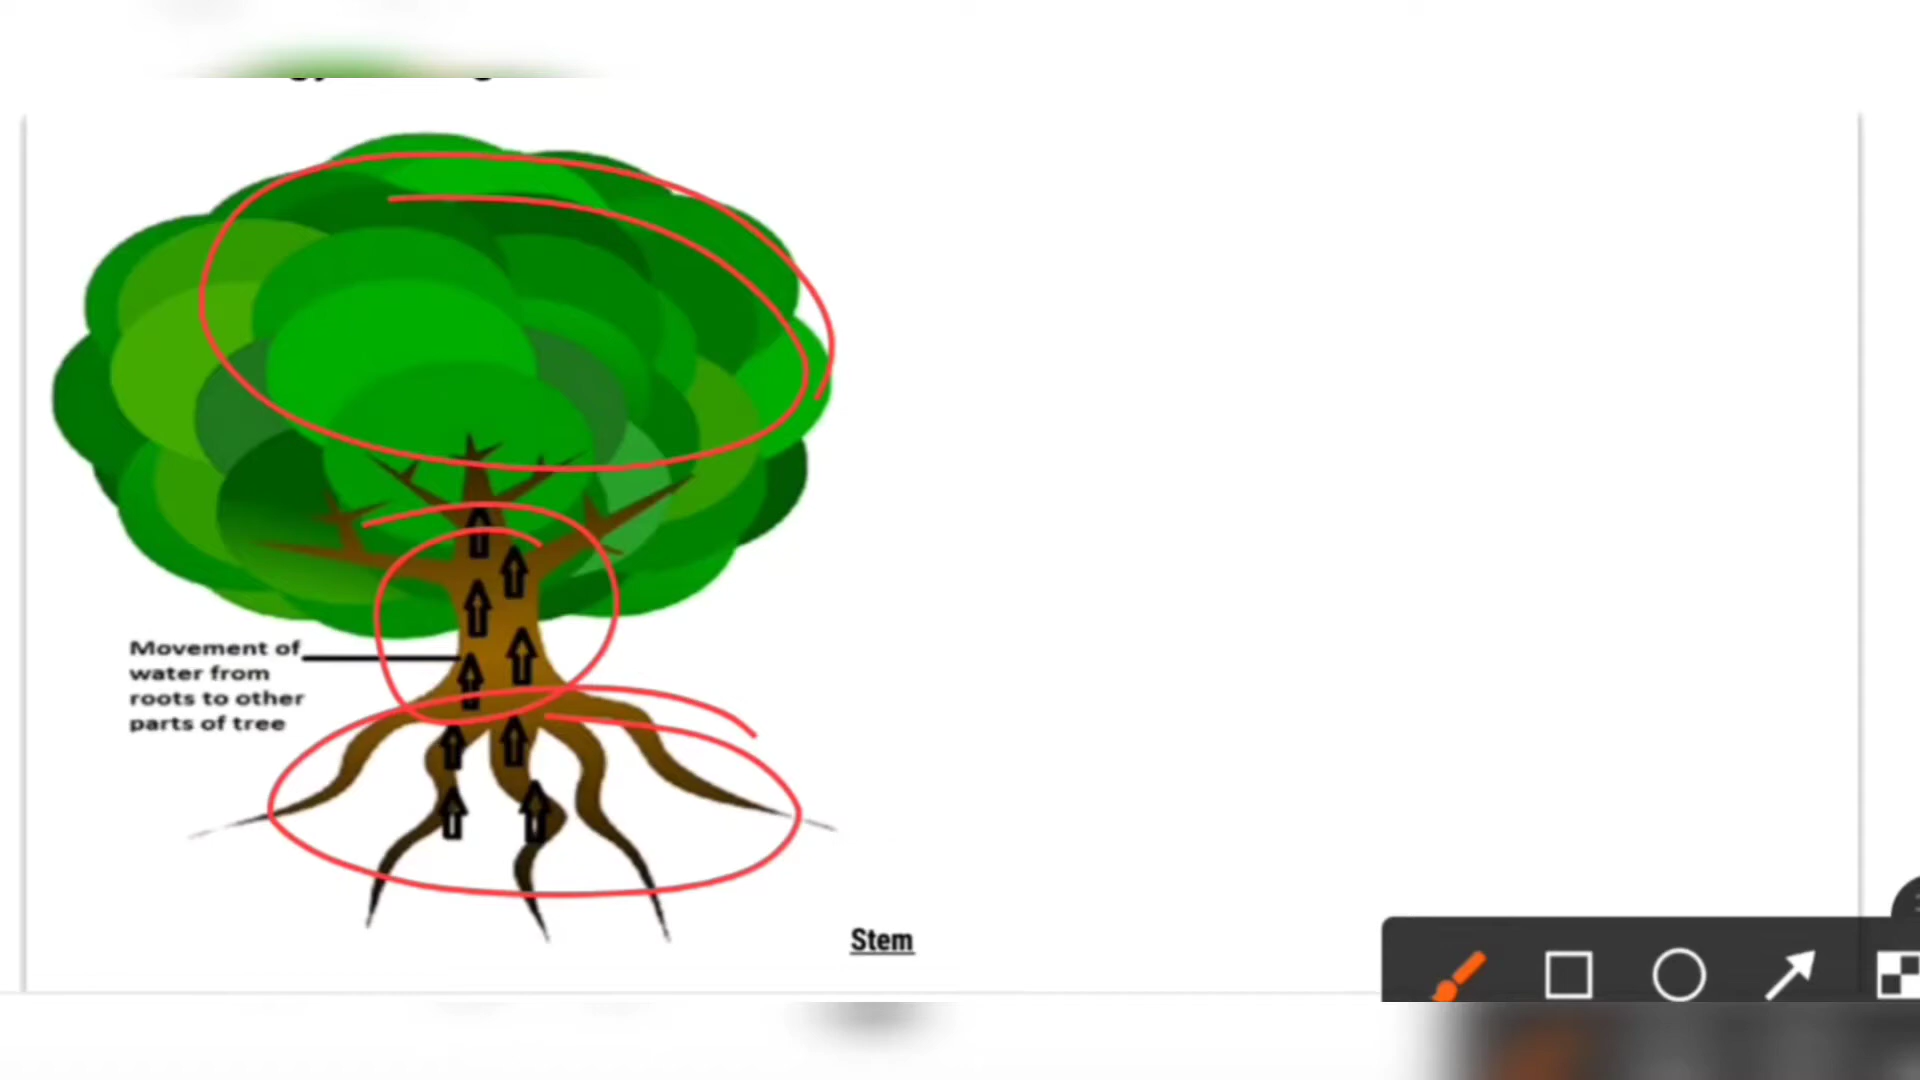 Movement of
water from
roots to other
parts of tree
Stem